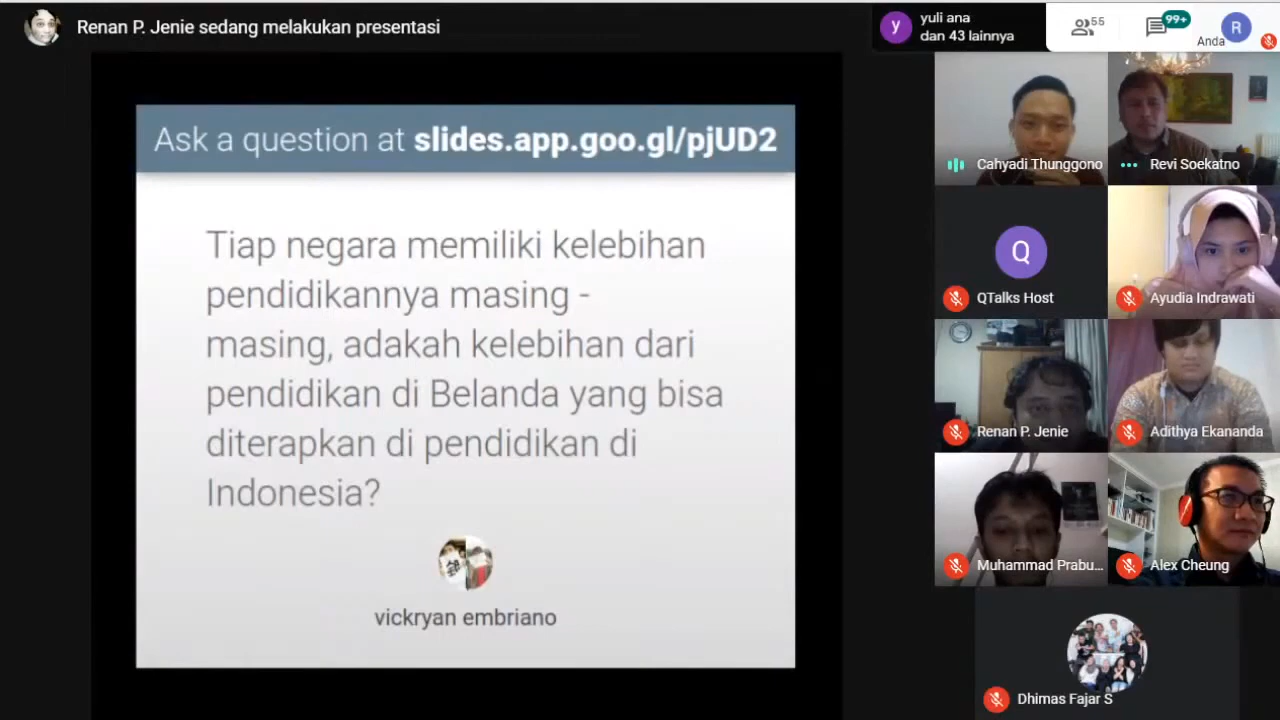 Renan P. Jenie sedang melakukan presentasi
y
yuli ana
dan 43 lainnya
55
99+
Anda
R
Ask a question at slides.app.goo.gl/pjUD2
Tiap negara memiliki kelebihan
pendidikannya masing -
masing, adakah kelebihan dari
pendidikan di Belanda yang bisa
diterapkan di pendidikan di
Indonesia?
vickryan embriano
Cahyadi Thunggono
Revi Soekatno
Q
QTalks Host
Ayudia Indrawati
Renan P. Jenie
Adithya Ekananda
Muhammad Prabu...
Alex Cheung
Dhimas Fajar S